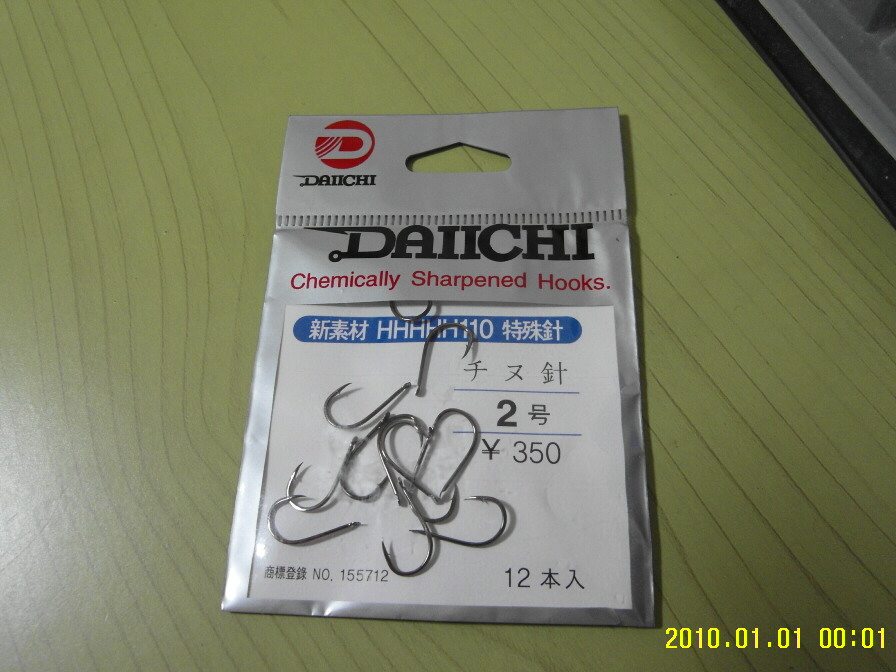 DAIICHI
DAIICHI
Chemically Sharpened Hooks.
新素材 HHHHH110 特殊針
チヌ針
2号
¥ 350
商標登錄 NO. 155712
12本入
2010.01.01 00:01